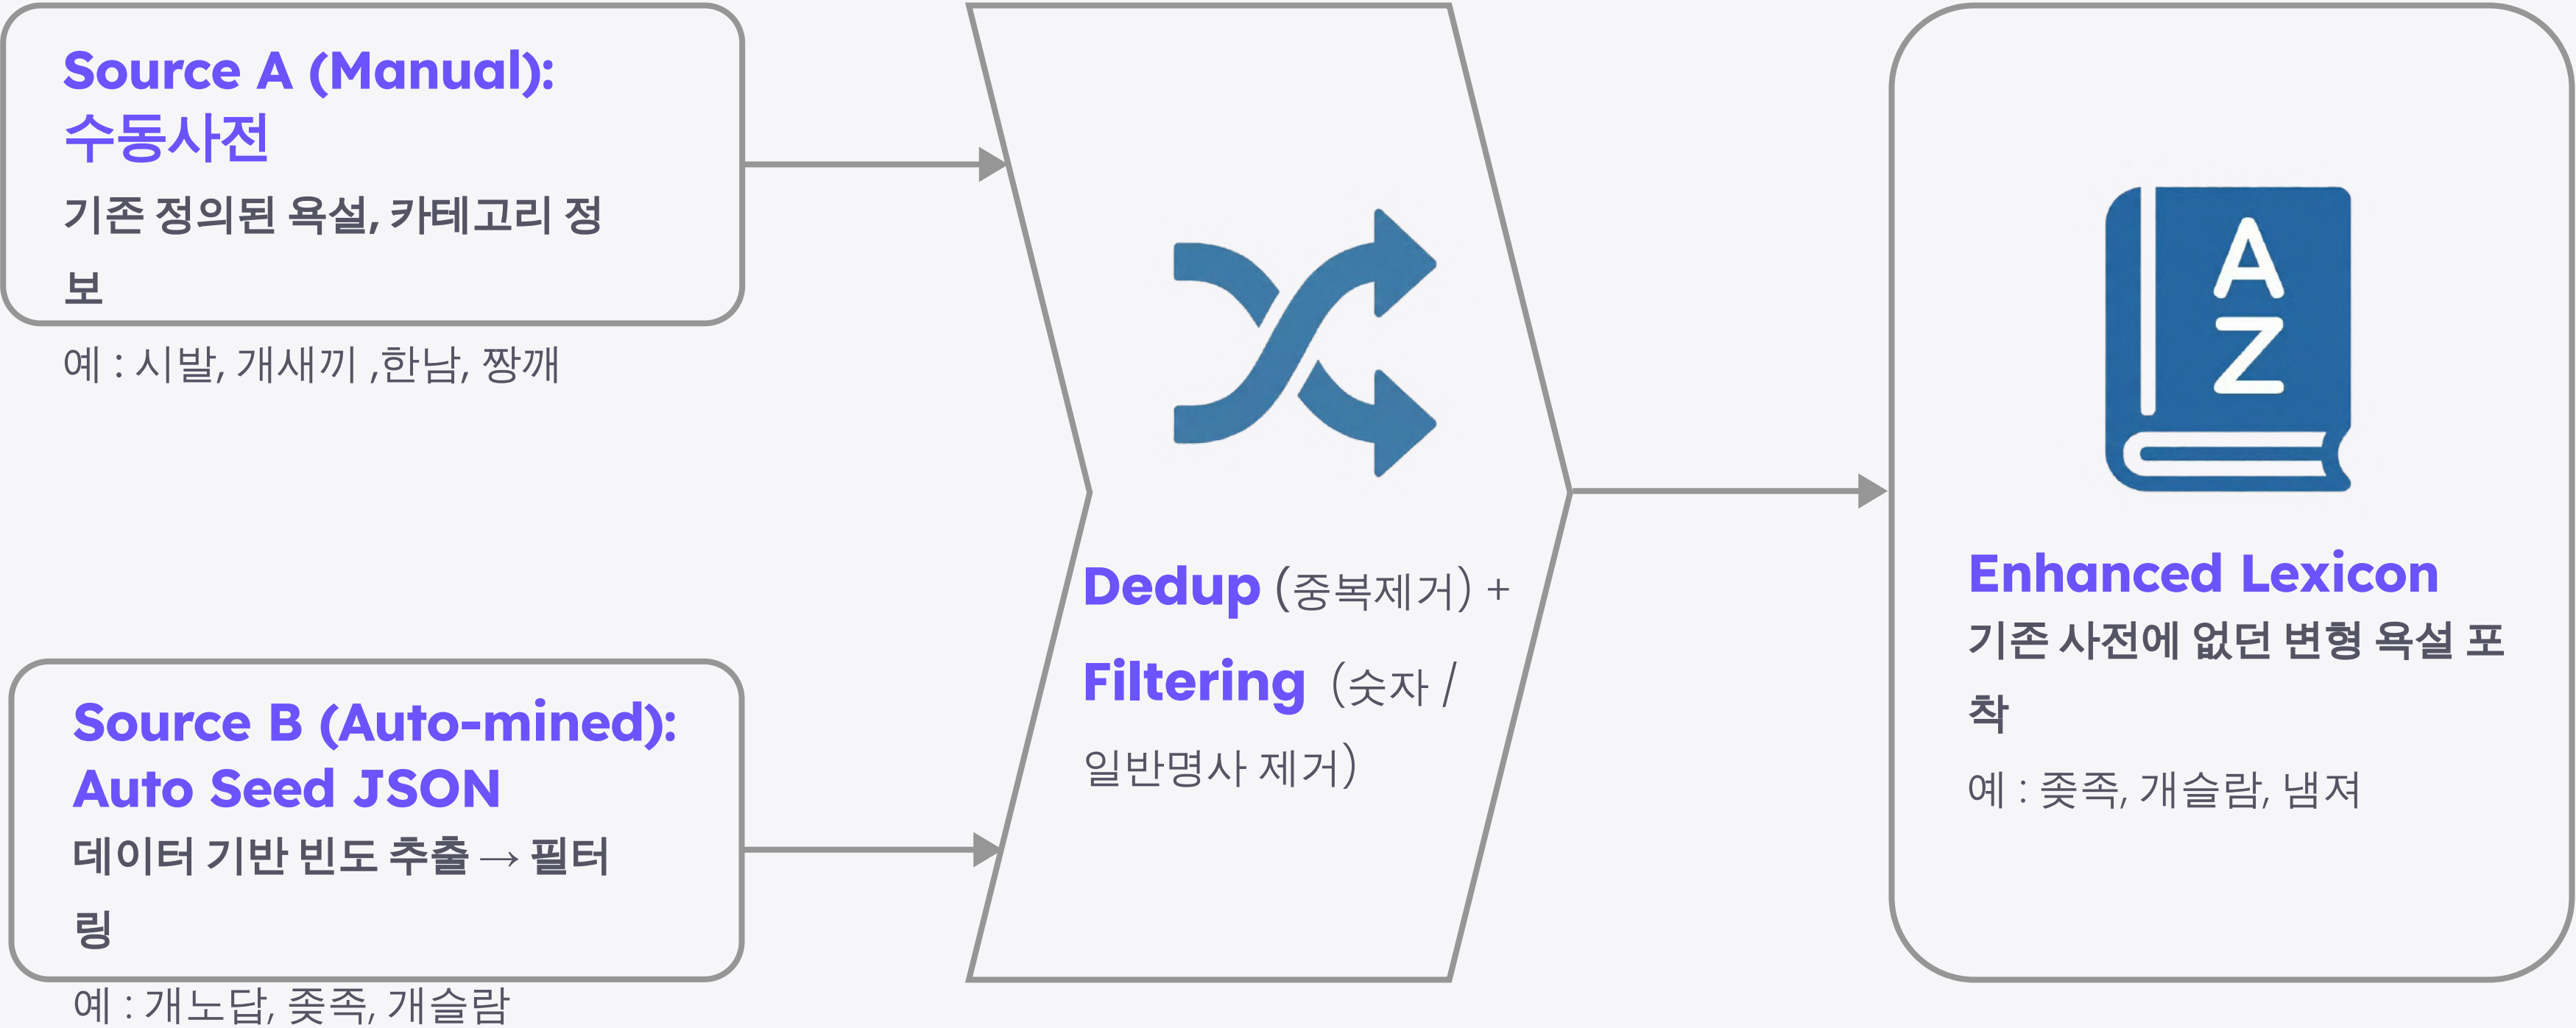 Source A (Manual):
수동사전
기존 정의된 욕설, 카테고리 정
보
예 : 시발, 개새끼 ,한남, 짱깨
Source B (Auto-mined):
Auto Seed JSON
데이터 기반 빈도 추출 → 필터
링
예 : 개노답, 좆족, 개슬람
Dedup (중복제거) +
Filtering (숫자 /
일반명사 제거)
A
Z
Enhanced Lexicon
기존 사전에 없던 변형 욕설 포
착
예 : 좆족, 개슬람, 냄져